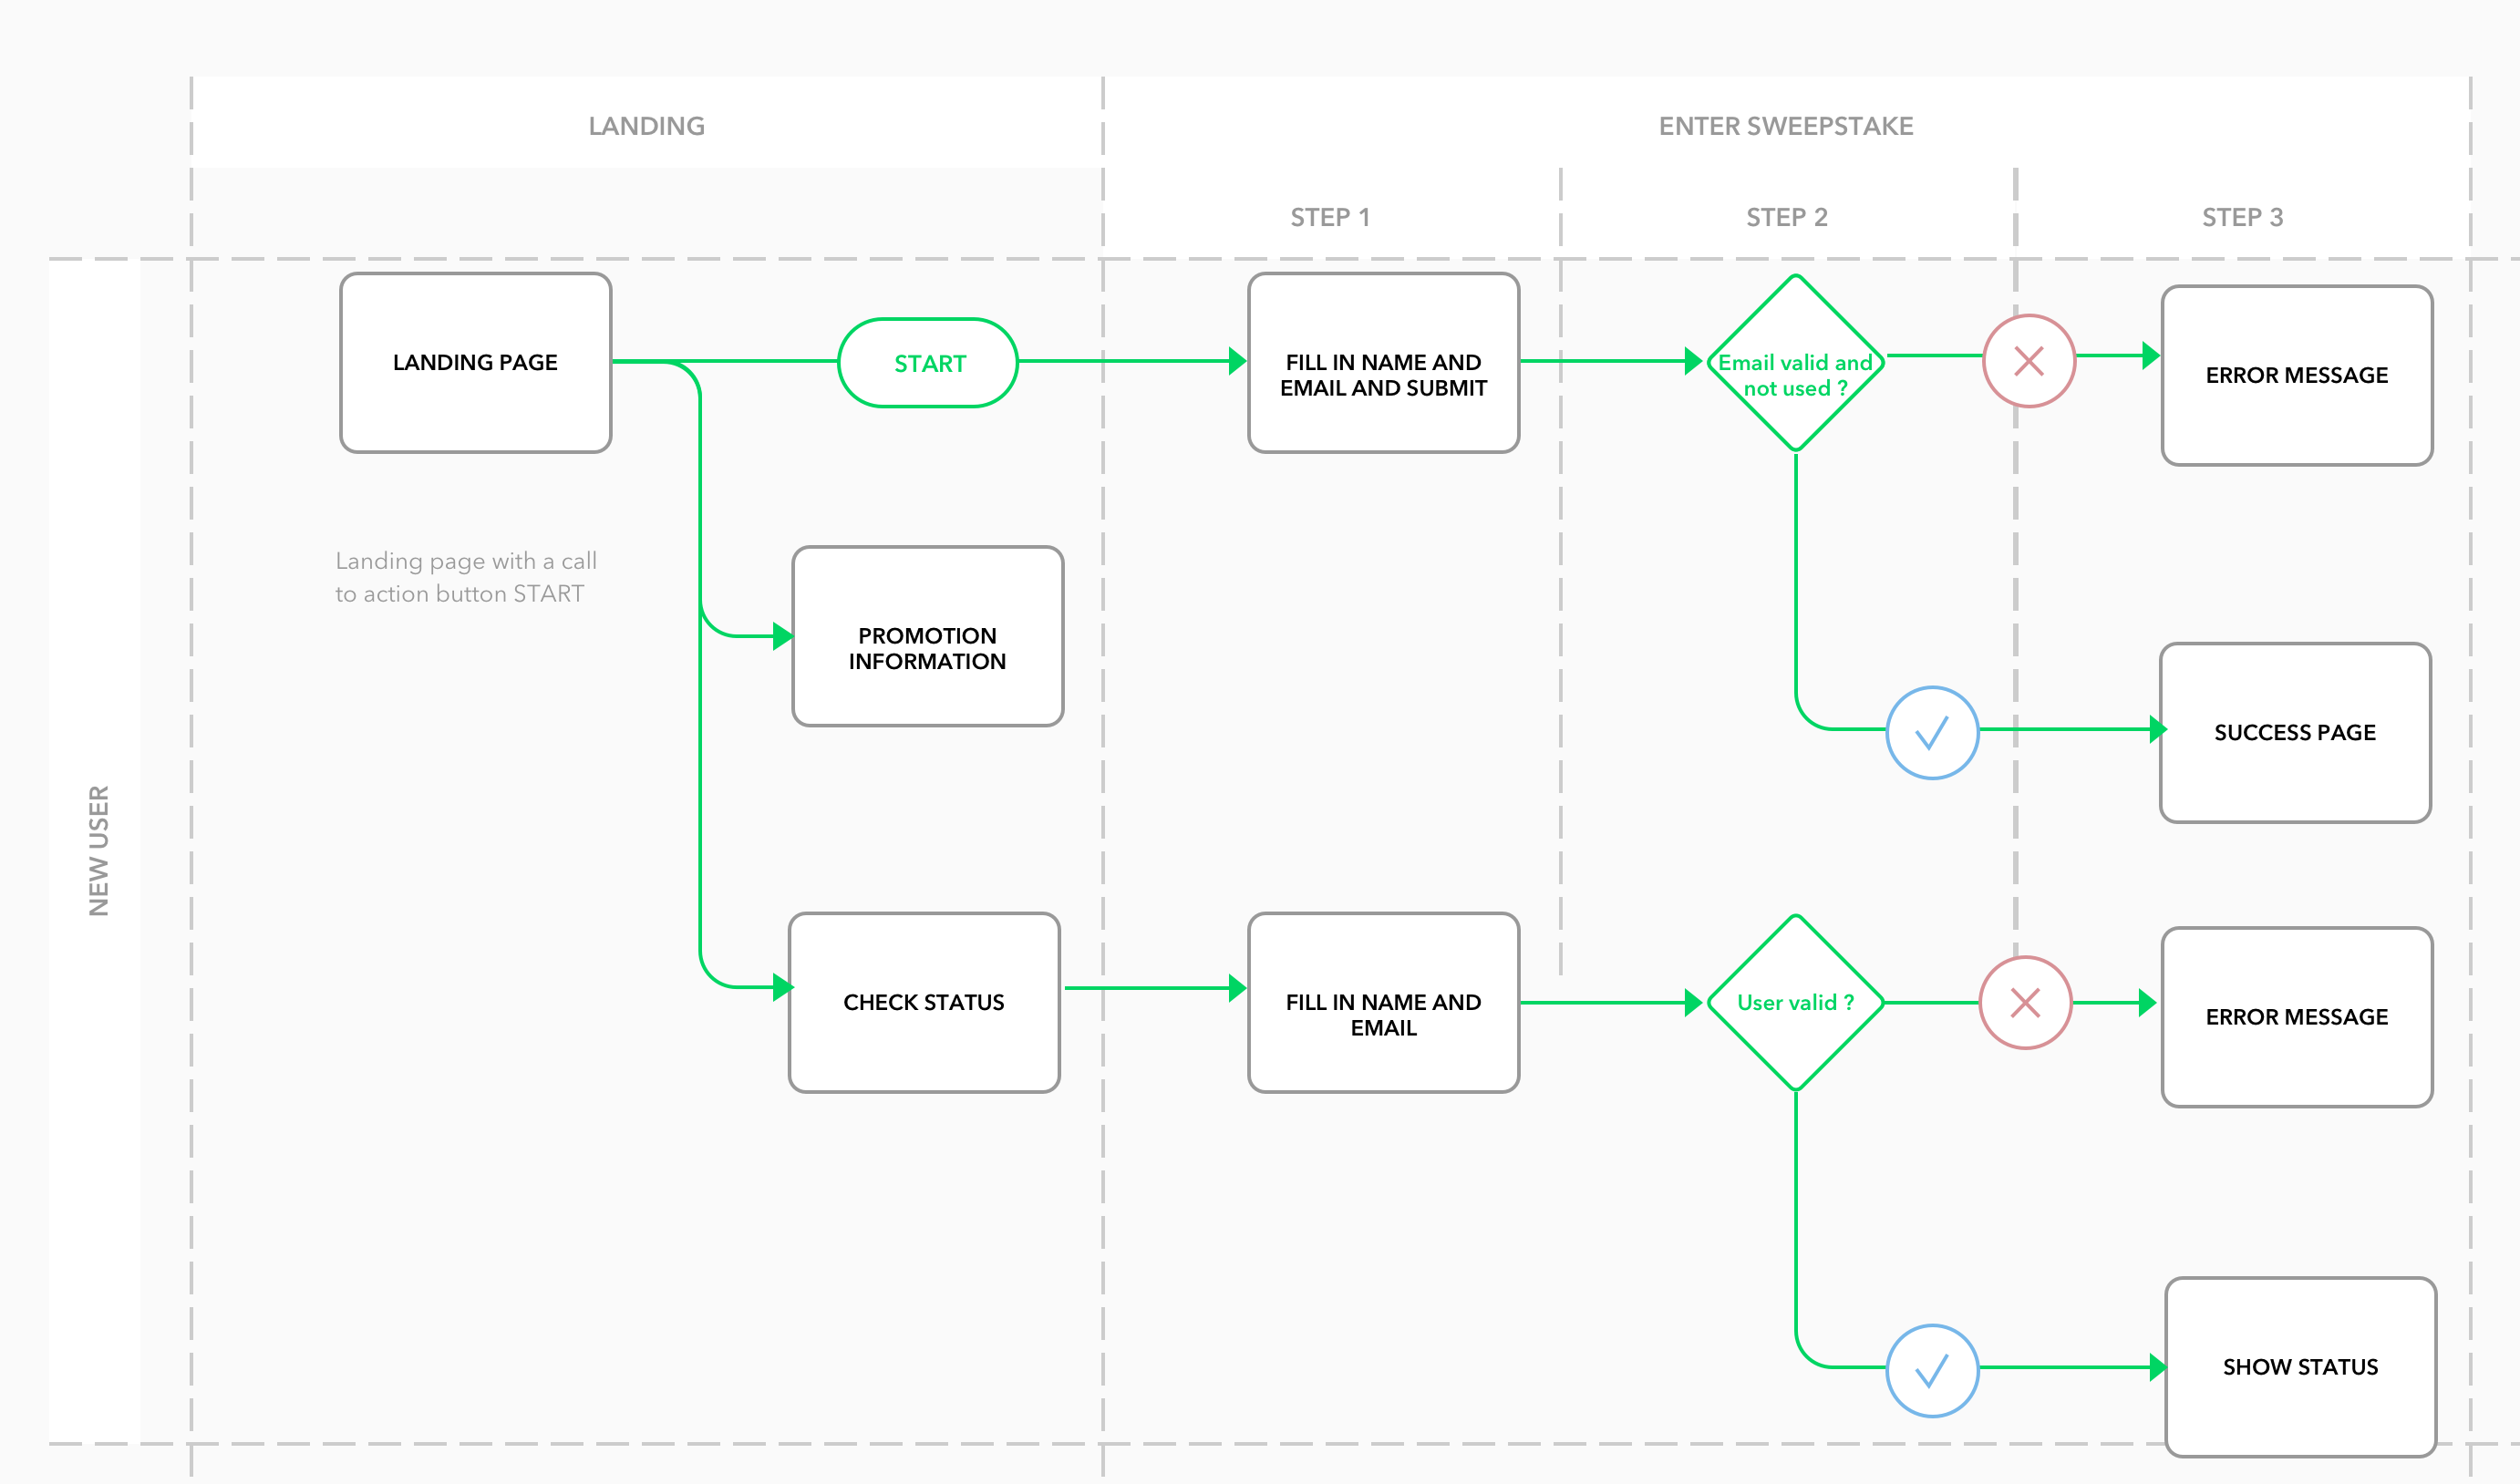 LANDING
ENTER SWEEPSTAKE
STEP 1
STEP 2
STEP 3
LANDING PAGE
START
FILL IN NAME AND
EMAIL AND SUBMIT
Email valid and
not used ?
ERROR MESSAGE
Landing page with a call
to action button START
PROMOTION
INFORMATION
SUCCESS PAGE
NEW USER
CHECK STATUS
FILL IN NAME AND
EMAIL
User valid ?
ERROR MESSAGE
SHOW STATUS